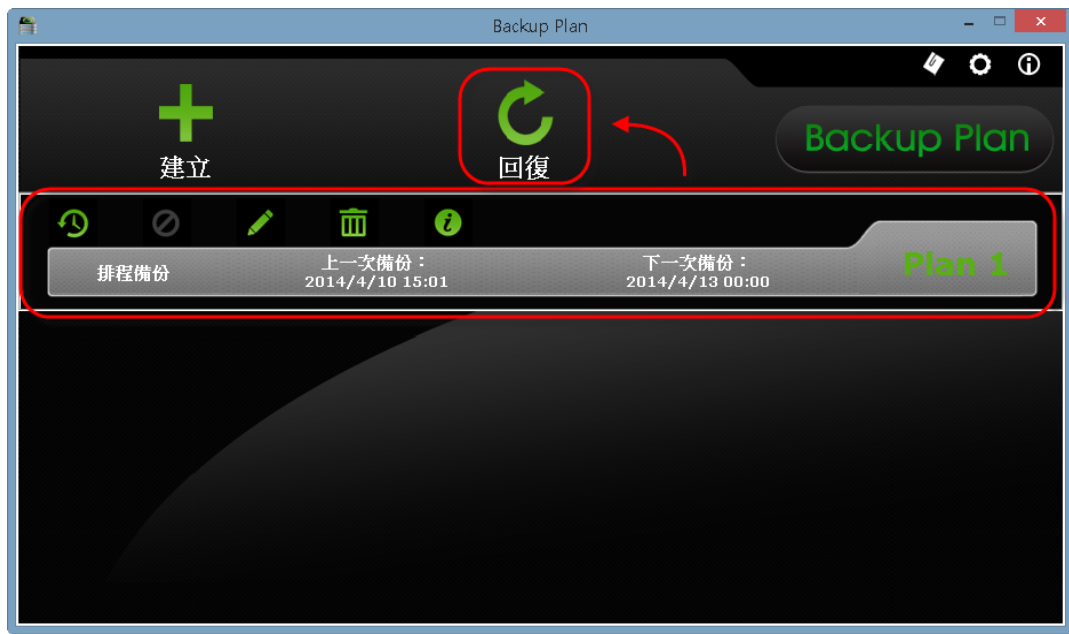 Backup Plan
建立
回復
Backup Plan
排程備份
上一次備份：
2014/4/10 15:01
下一次備份：
2014/4/13 00:00
Plan 1